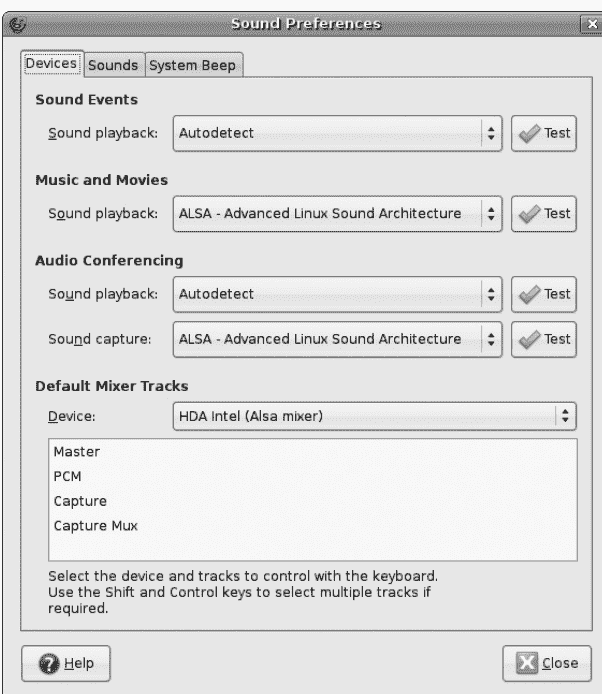 Sound Preferences
Devices Sounds System Beep
Sound Events
Sound playback: Autodetect Test
Music and Movies
Sound playback: ALSA - Advanced Linux Sound Architecture Test
Audio Conferencing
Sound playback: Autodetect Test
Sound capture: ALSA - Advanced Linux Sound Architecture Test
Default Mixer Tracks
Device: HDA Intel (Alsa mixer)
Master
PCM
Capture
Capture Mux
Select the device and tracks to control with the keyboard.
Use the Shift and Control keys to select multiple tracks if
required.
Help Close